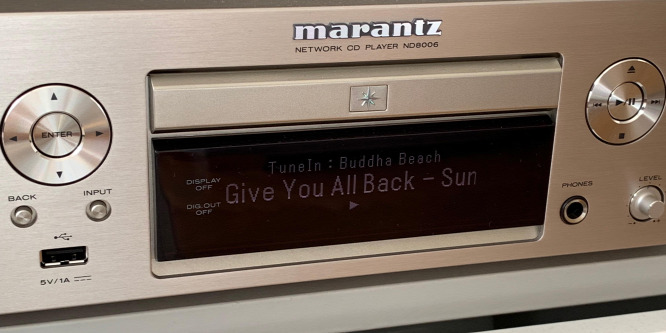 marantz
NETWORK CD PLAYER ND8006
ENTER
BACK
INPUT
5V/1A
DISPLAY
OFF
DIG.OUT
OFF
TuneIn : Buddha Beach
Give You All Back – Sun
PHONES
LEVEL